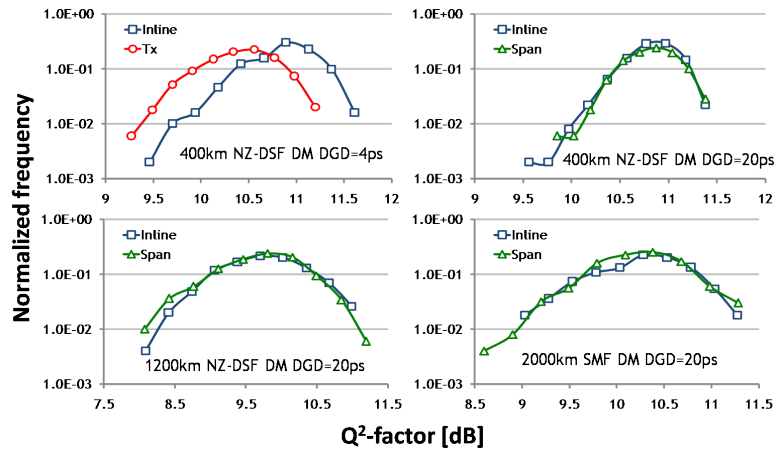 1.0E+00
Inline
Tx
1.0E-01
1.0E-02
400km NZ-DSF DM DGD=4ps
1.0E-03
9 9.5 10 10.5 11 11.5 12
1.0E+00
Inline
Span
1.0E-01
1.0E-02
400km NZ-DSF DM DGD=20ps
1.0E-03
9 9.5 10 10.5 11 11.5 12
Normalized frequency
1.0E+00
Inline
Span
1.0E-01
1.0E-02
1200km NZ-DSF DM DGD=20ps
1.0E-03
7.5 8.5 9.5 10.5 11.5
1.0E+00
Inline
Span
1.0E-01
1.0E-02
2000km SMF DM DGD=20ps
1.0E-03
8.5 9 9.5 10 10.5 11 11.5
Q²-factor [dB]